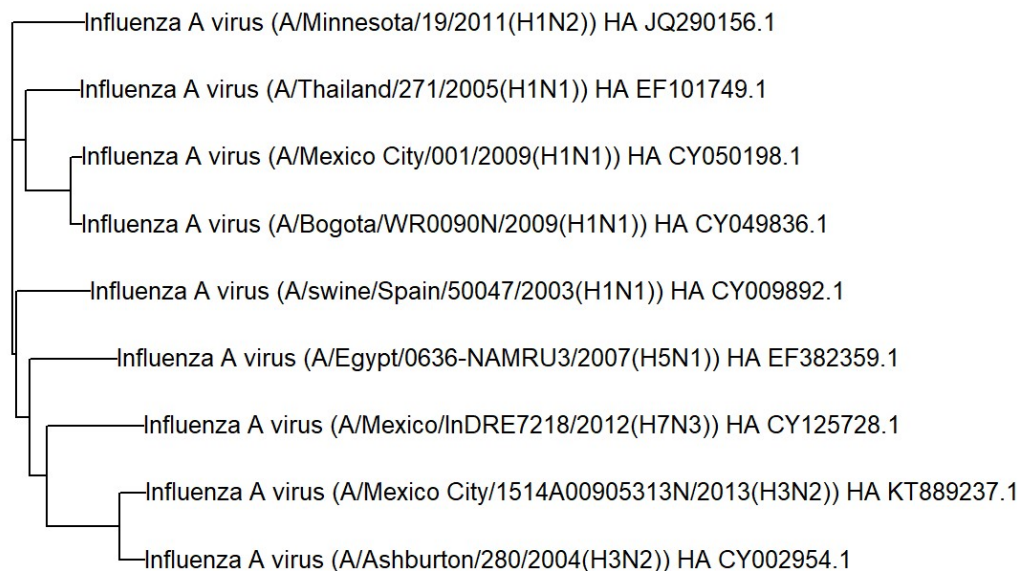 Influenza A virus (A/Minnesota/19/2011(H1N2)) HA JQ290156.1
Influenza A virus (A/Thailand/271/2005(H1N1)) HA EF101749.1
Influenza A virus (A/Mexico City/001/2009(H1N1)) HA CY050198.1
Influenza A virus (A/Bogota/WR0090N/2009(H1N1)) HA CY049836.1
Influenza A virus (A/swine/Spain/50047/2003(H1N1)) HA CY009892.1
Influenza A virus (A/Egypt/0636-NAMRU3/2007(H5N1)) HA EF382359.1
Influenza A virus (A/Mexico/InDRE7218/2012(H7N3)) HA CY125728.1
Influenza A virus (A/Mexico City/1514A00905313N/2013(H3N2)) HA KT889237.1
Influenza A virus (A/Ashburton/280/2004(H3N2)) HA CY002954.1